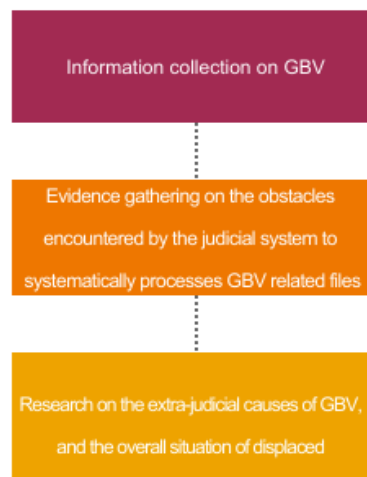 Information collection on GBV
Evidence gathering on the obstacles
encountered by the judicial system to
systematically processes GBV related files
Research on the extra-judicial causes of GBV,
and the overall situation of displaced